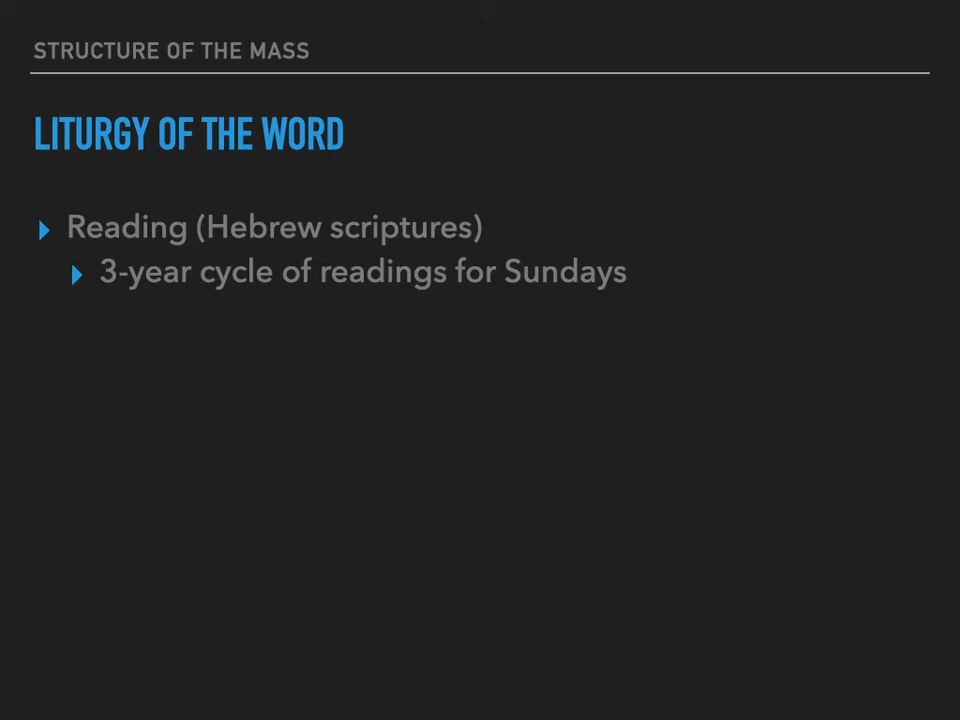 STRUCTURE OF THE MASS
LITURGY OF THE WORD
Reading (Hebrew scriptures)
3-year cycle of readings for Sundays